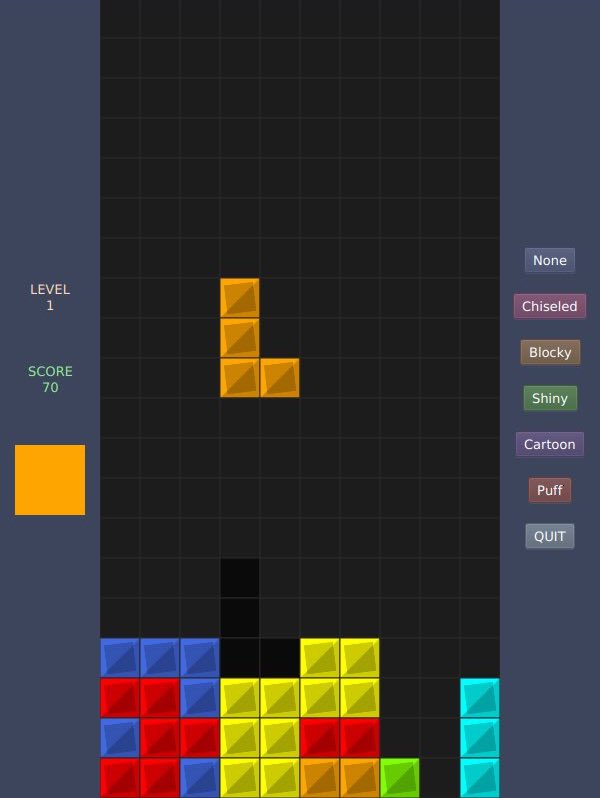 LEVEL
1
SCORE
70
None
Chiseled
Blocky
Shiny
Cartoon
Puff
QUIT